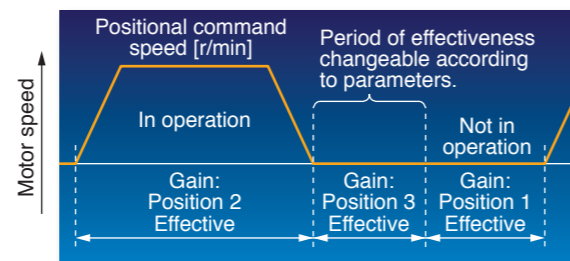 Positional command
speed [r/min]
Period of effectiveness
changeable according
to parameters.
Motor speed
In operation
Not in
operation
Gain:
Position 2
Effective
Gain:
Position 3
Effective
Gain:
Position 1
Effective